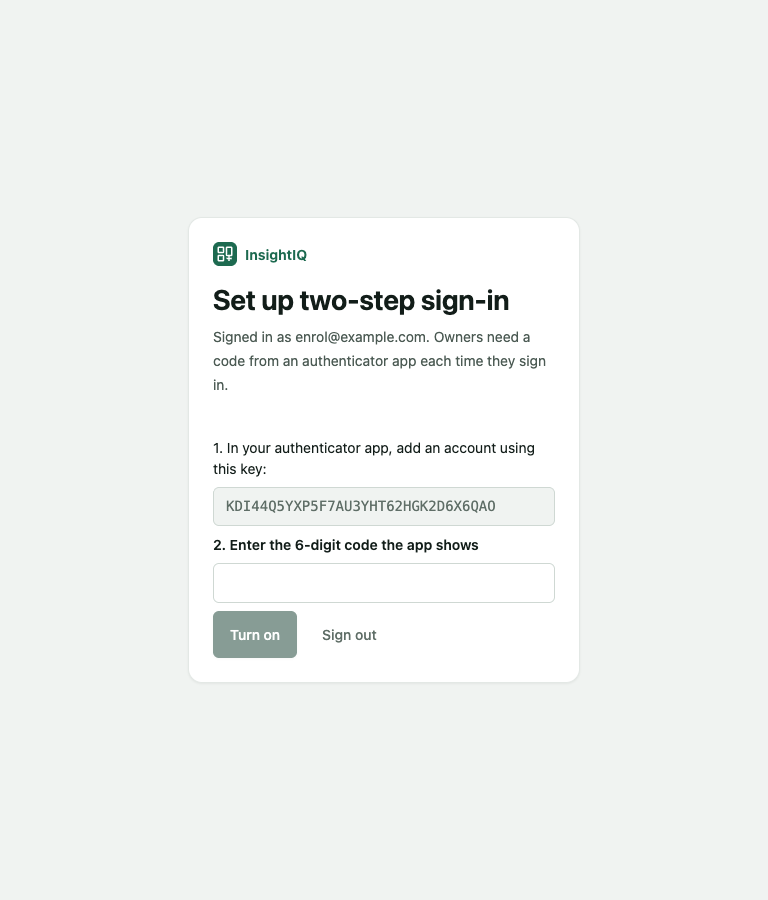 InsightIQ
Set up two-step sign-in
Signed in as enrol@example.com. Owners need a
code from an authenticator app each time they sign
in.
1. In your authenticator app, add an account using
this key:
KDI44Q5YXP5F7AU3YHT62HGK2D6X6QAO
2. Enter the 6-digit code the app shows
Turn on
Sign out